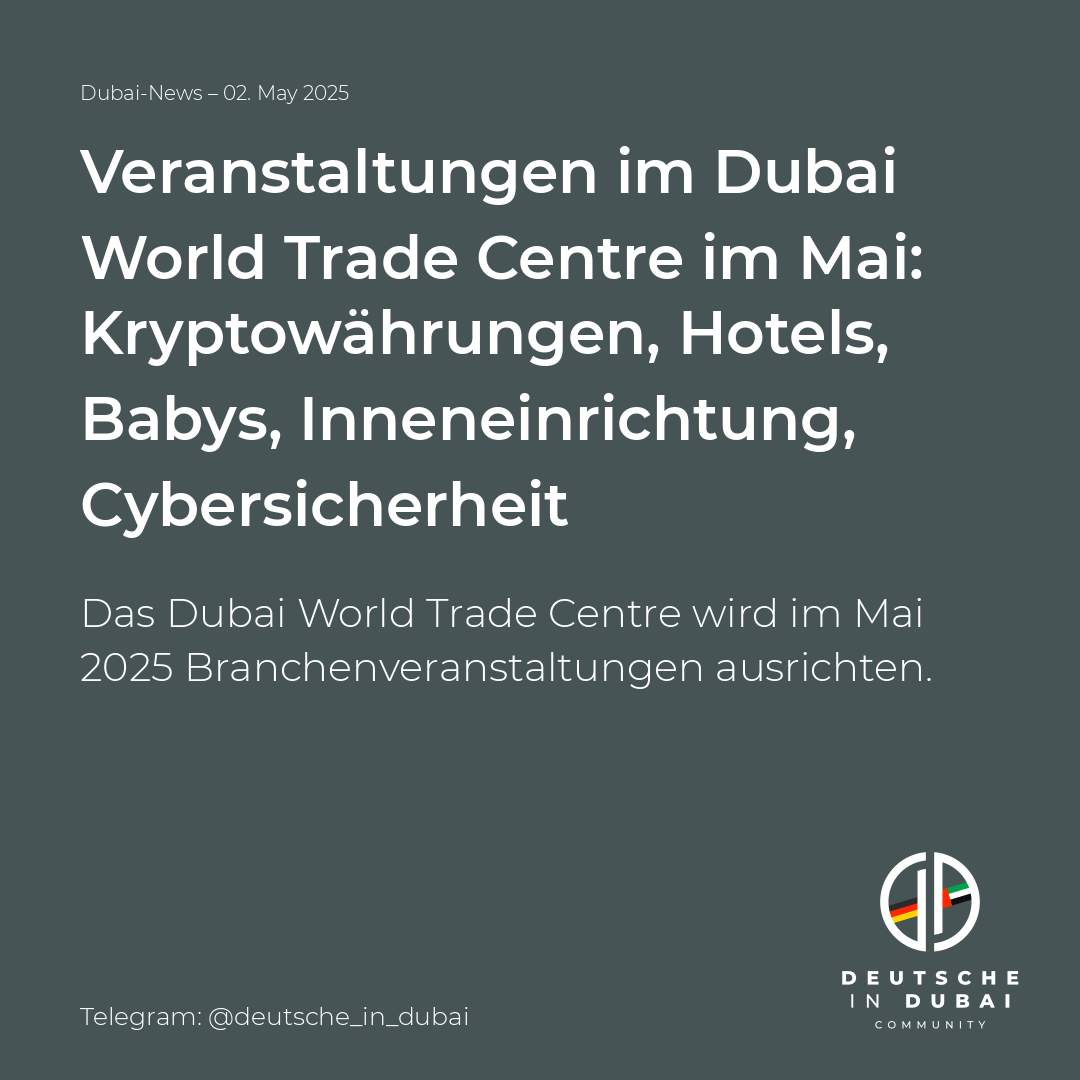 Dubai-News – 02. May 2025
Veranstaltungen im Dubai
World Trade Centre im Mai:
Kryptowährungen, Hotels,
Babys, Inneneinrichtung,
Cybersicherheit
Das Dubai World Trade Centre wird im Mai
2025 Branchenveranstaltungen ausrichten.
DEUTSCHE
IN DUBAI
COMMUNITY
Telegram: @deutsche_in_dubai